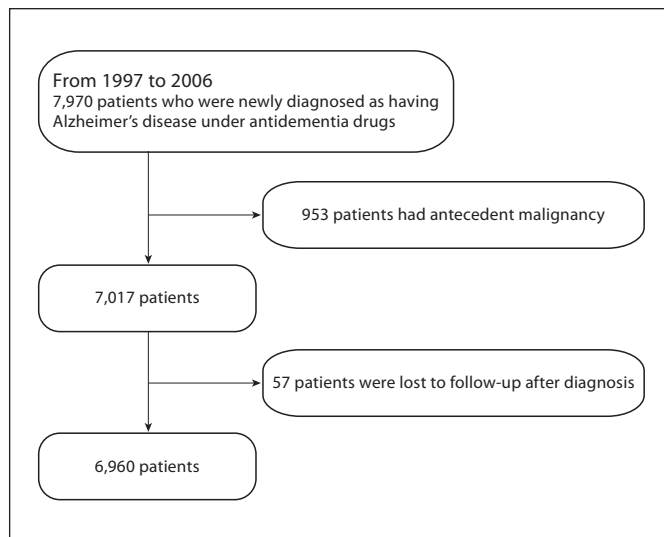 From 1997 to 2006
7,970 patients who were newly diagnosed as having
Alzheimer's disease under antidementia drugs
953 patients had antecedent malignancy
7,017 patients
57 patients were lost to follow-up after diagnosis
6,960 patients